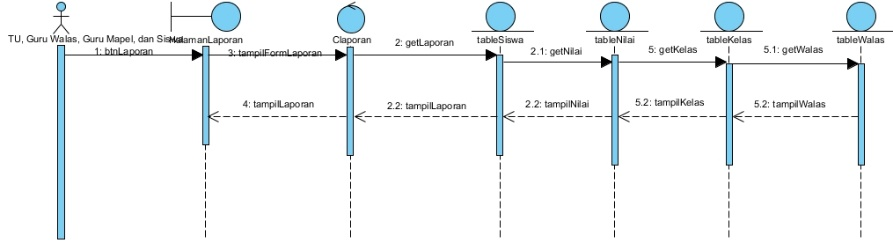 TU, Guru Walas, Guru Mapel, dan Siswa
HalamanLaporan
Claporan
tableSiswa
tableNilai
tableKelas
tableWalas
1: btnLaporan
3: tampilFormLaporan
2: getLaporan
2.1: getNilai
5: getKelas
5.1: getWalas
4: tampilLaporan
2.2: tampilLaporan
2.2: tampilNilai
5.2: tampilKelas
5.2: tampilWalas